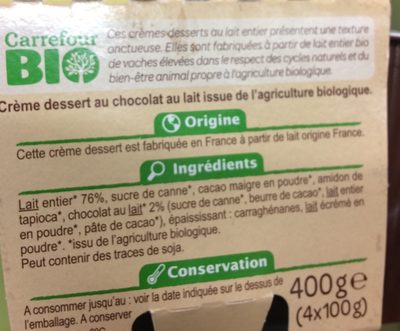 Carrefour
BIO
Ces crèmes desserts au lait entier présentent une texture
onctueuse. Elles sont fabriquées à partir de lait entier bio
de vaches élevées dans le respect des cycles naturels et du
bien-être animal propre à l'agriculture biologique.
Crème dessert au chocolat au lait issue de l'agriculture biologique.
Origine
Cette crème dessert est fabriquée en France à partir de lait origine France.
Ingrédients
Lait entier* 76%, sucre de canne*, cacao maigre en poudre*, amidon de
tapioca*, chocolat au lait* 2% (sucre de canne*, beurre de cacao*, lait entier
en poudre*, pâte de cacao*), épaississant : carraghénanes, lait écrémé en
poudre*. *issu de l'agriculture biologique.
Peut contenir des traces de soja.
Conservation
A consommer jusqu'au : voir la date indiquée sur le dessus de
l'emballage. A conserver
400g e
(4x100g)